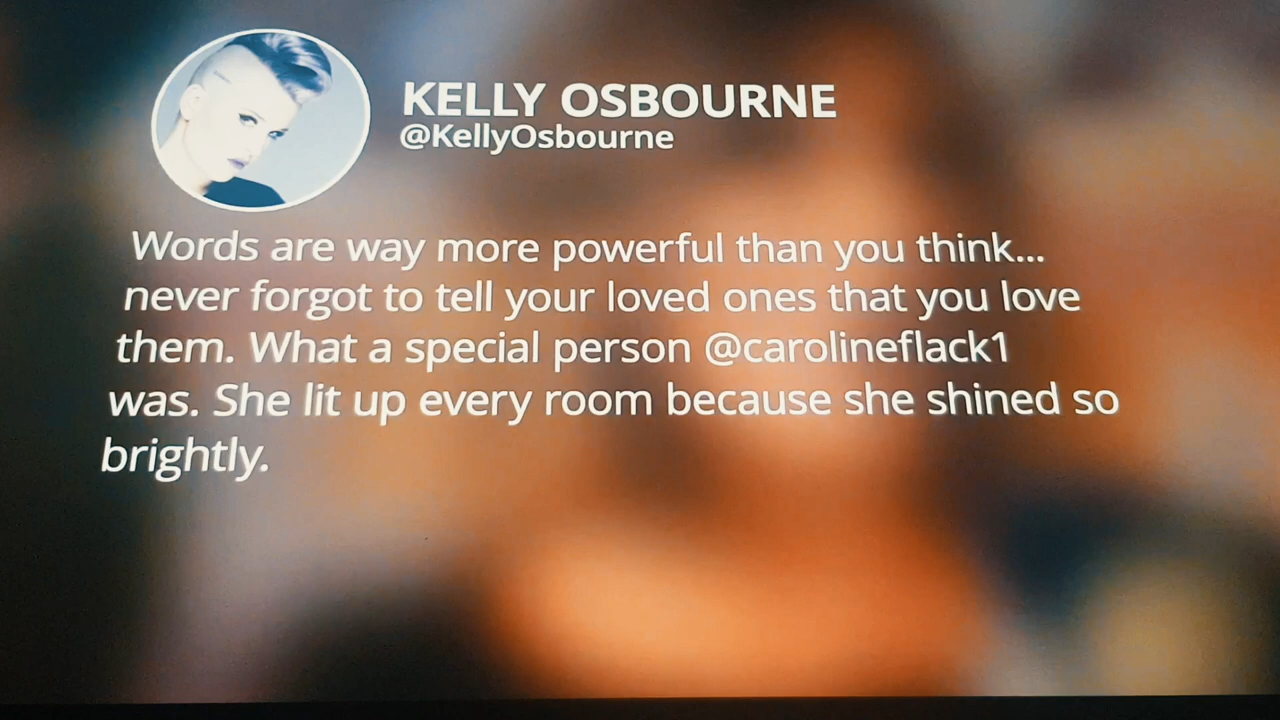 KELLY OSBOURNE
@KellyOsbourne
Words are way more powerful than you think...
never forgot to tell your loved ones that you love
them. What a special person @carolineflack1
was. She lit up every room because she shined so
brightly.